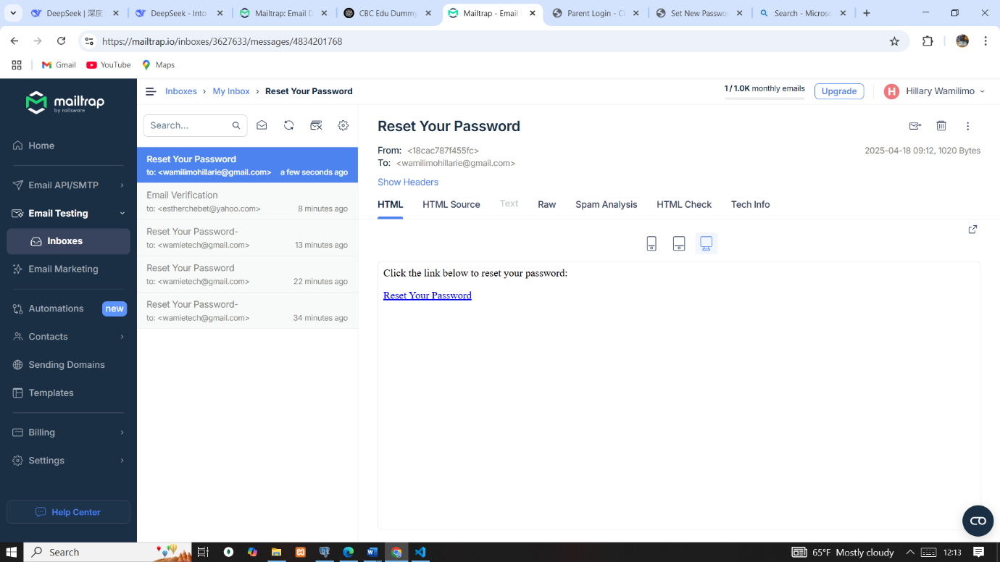 DeepSeek | 深度
DeepSeek - Into
Mailtrap: Email D
CBC Edu Dummy
Mailtrap - Email
Parent Login - C
Set New Passwo
Search - Micros
https://mailtrap.io/inboxes/3627633/messages/4834201768
Gmail
YouTube
Maps
mailtrap
by railsware
Home
Email API/SMTP
Email Testing
Inboxes
Email Marketing
Automations new
Contacts
Sending Domains
Templates
Billing
Settings
Help Center
Inboxes > My Inbox > Reset Your Password
1 / 1.0K monthly emails
Upgrade
H Hillary Wamilimo
Search...
Reset Your Password
to: <wamilimohillarie@gmail.com> a few seconds ago
Email Verification
to: <estherchebet@yahoo.com> 8 minutes ago
Reset Your Password-
to: <wamietech@gmail.com> 13 minutes ago
Reset Your Password
to: <wamietech@gmail.com> 22 minutes ago
Reset Your Password-
to: <wamietech@gmail.com> 34 minutes ago
Reset Your Password
From: <18cac787f455fc>
2025-04-18 09:12, 1020 Bytes
To: <wamilimohillarie@gmail.com>
Show Headers
HTML HTML Source Text Raw Spam Analysis HTML Check Tech Info
Click the link below to reset your password:
Reset Your Password
Search
65°F Mostly cloudy
12:13